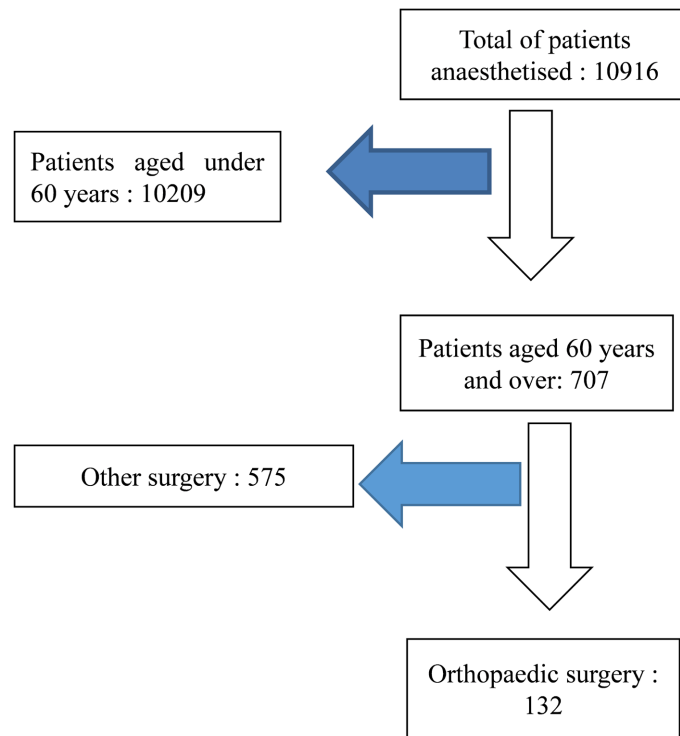 Total of patients
anaesthetised : 10916
Patients aged under
60 years : 10209
Patients aged 60 years
and over: 707
Other surgery : 575
Orthopaedic surgery :
132